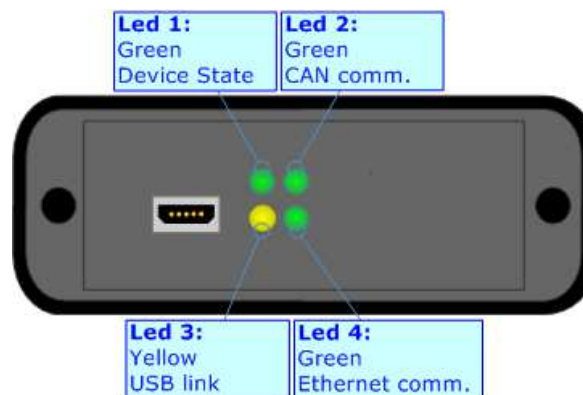 Led 1:
Green
Device State
Led 2:
Green
CAN comm.
Led 3:
Yellow
USB link
Led 4:
Green
Ethernet comm.